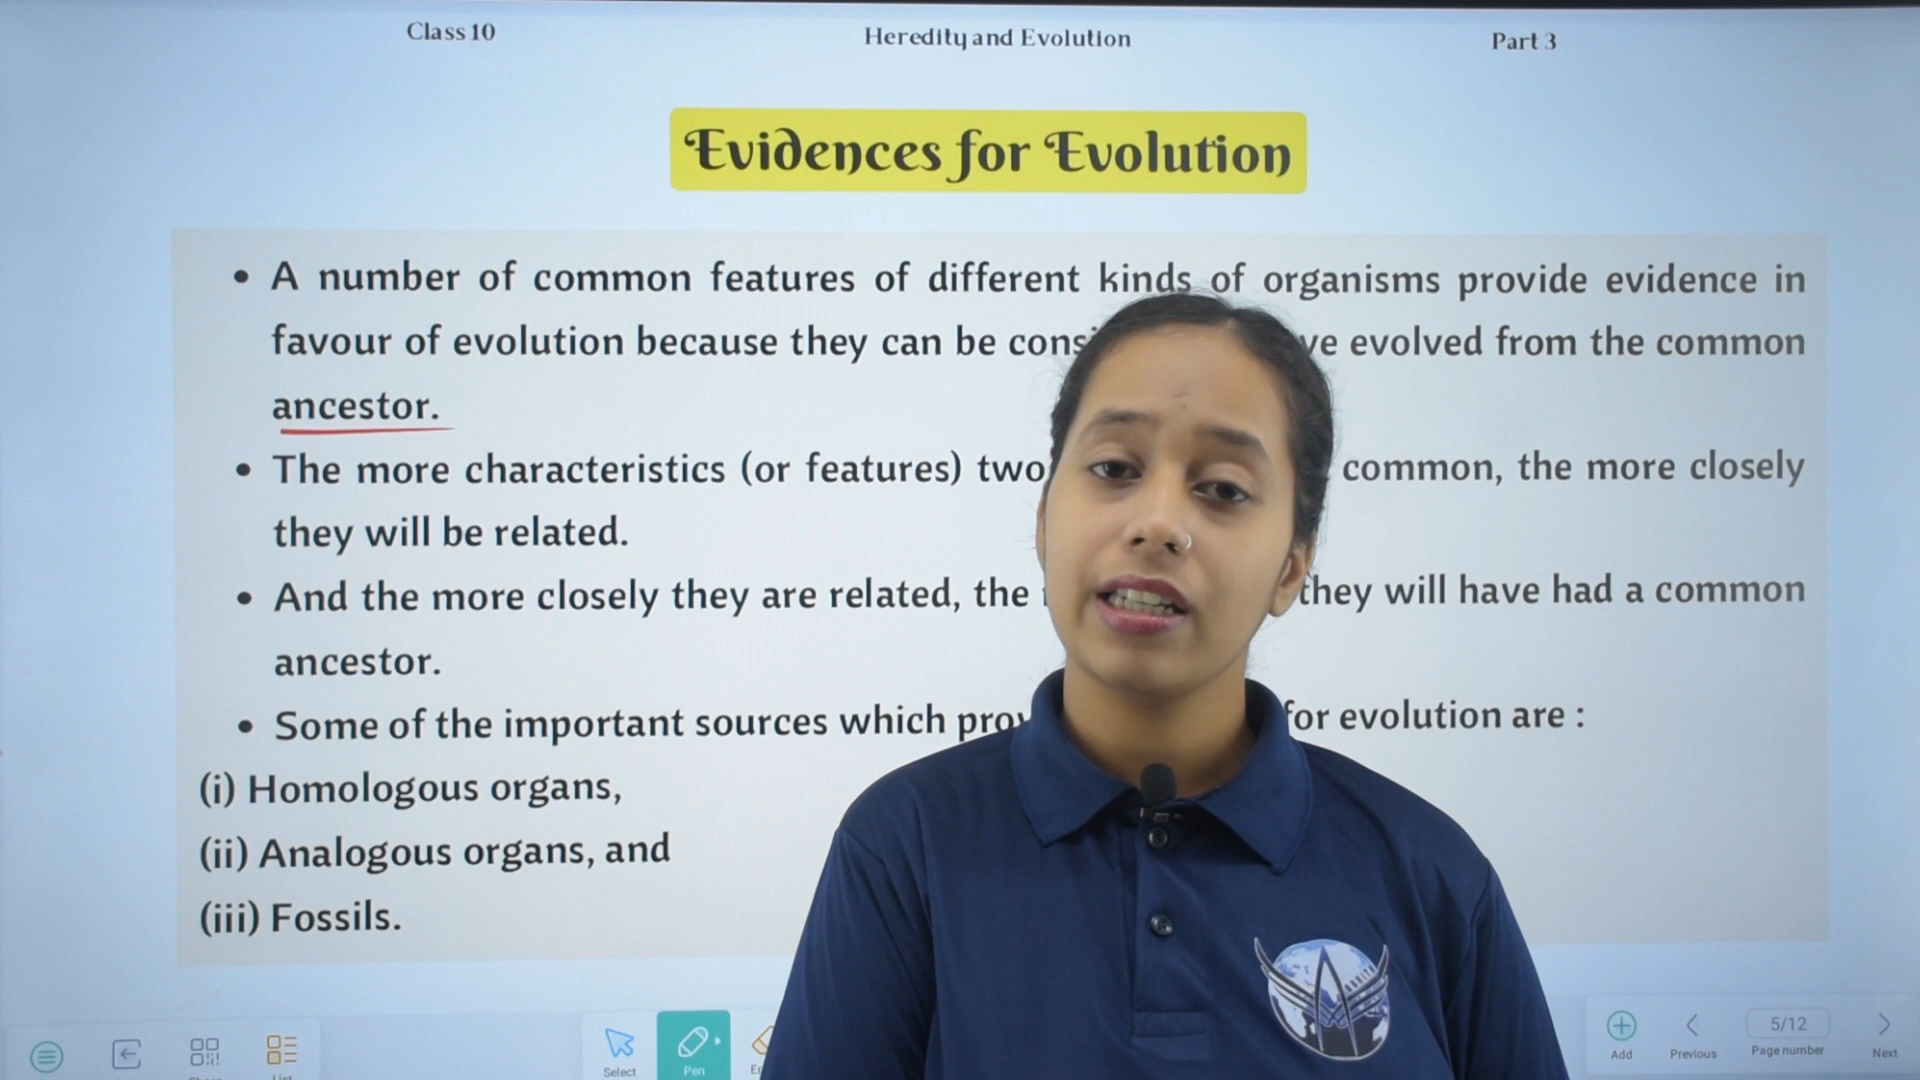 Class 10 Heredity and Evolution Part 3
Evidences for Evolution
• A number of common features of different kinds of organisms provide evidence in
favour of evolution because they can be evolved from the common
ancestor.
• The more characteristics (or features) two common, the more closely
they will be related.
• And the more closely they are related, the they will have had a common
ancestor.
• Some of the important sources which for evolution are :
(i) Homologous organs,
(ii) Analogous organs, and
(iii) Fossils.
Select Pen Add Previous 5/12 Page number Next